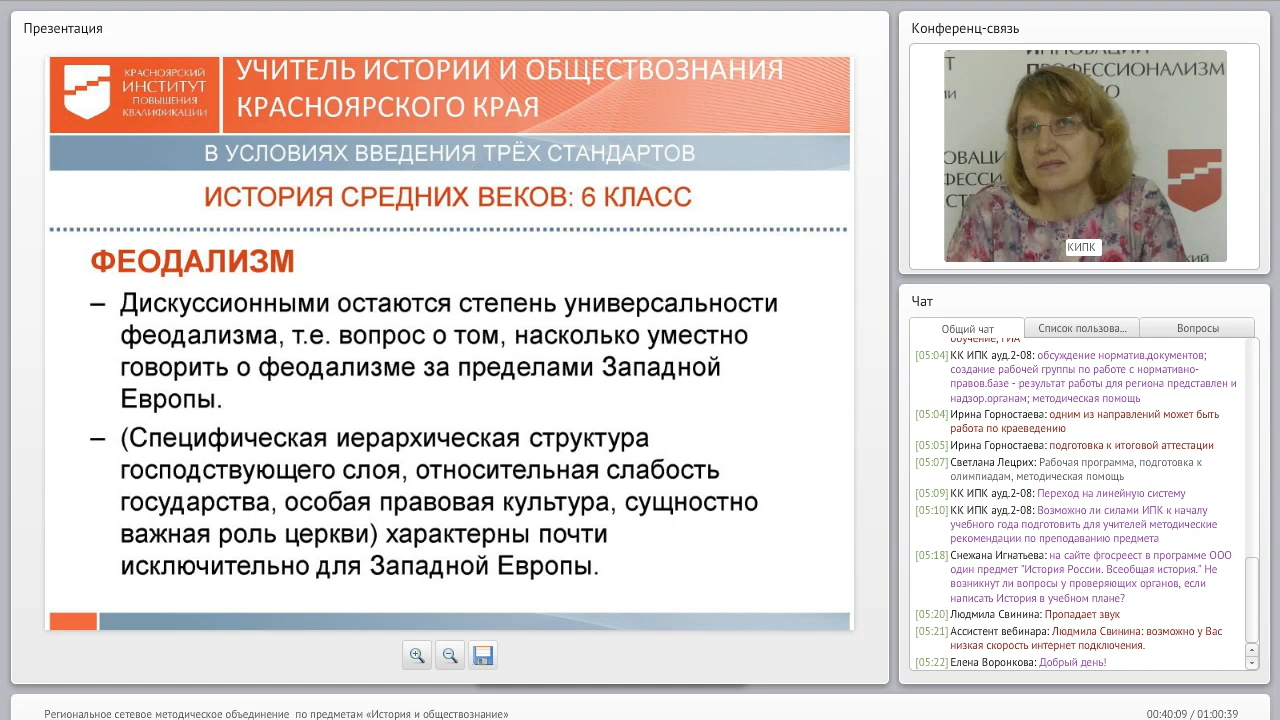 Презентация
КРАСНОЯРСКИЙ
ИНСТИТУТ
ПОВЫШЕНИЯ
КВАЛИФИКАЦИИ
УЧИТЕЛЬ ИСТОРИИ И ОБЩЕСТВОЗНАНИЯ
КРАСНОЯРСКОГО КРАЯ
В УСЛОВИЯХ ВВЕДЕНИЯ ТРЁХ СТАНДАРТОВ
ИСТОРИЯ СРЕДНИХ ВЕКОВ: 6 КЛАСС
ФЕОДАЛИЗМ
– Дискуссионными остаются степень универсальности
феодализма, т.е. вопрос о том, насколько уместно
говорить о феодализме за пределами Западной
Европы.
– (Специфическая иерархическая структура
господствующего слоя, относительная слабость
государства, особая правовая культура, сущностно
важная роль церкви) характерны почти
исключительно для Западной Европы.
Конференц-связь
ПРОФЕССИОНАЛИЗМ
КИПК
Чат
Общий чат
Список пользова...
Вопросы
обучение, ГИА
[05:04] КК ИПК ауд.2-08: обсуждение норматив.документов;
создание рабочей группы по работе с нормативно-
правов.базе - результат работы для региона представлен и
надзор.органам; методическая помощь
[05:04] Ирина Горностаева: одним из направлений может быть
работа по краеведению
[05:05] Ирина Горностаева: подготовка к итоговой аттестации
[05:07] Светлана Лецрих: Рабочая программа, подготовка к
олимпиадам, методическая помощь
[05:09] КК ИПК ауд.2-08: Переход на линейную систему
[05:10] КК ИПК ауд.2-08: Возможно ли силами ИПК к началу
учебного года подготовить для учителей методические
рекомендации по преподаванию предмета
[05:18] Снежана Игнатьева: на сайте фгосреест в программе ООО
один предмет "История России. Всеобщая история." Не
возникнут ли вопросы у проверяющих органов, если
написать История в учебном плане?
[05:20] Людмила Свинина: Пропадает звук
[05:21] Ассистент вебинара: Людмила Свинина: возможно у Вас
низкая скорость интернет подключения.
[05:22] Елена Воронкова: Добрый день!
Региональное сетевое методическое объединение по предметам «История и обществознание»
00:40:09 / 01:00:39